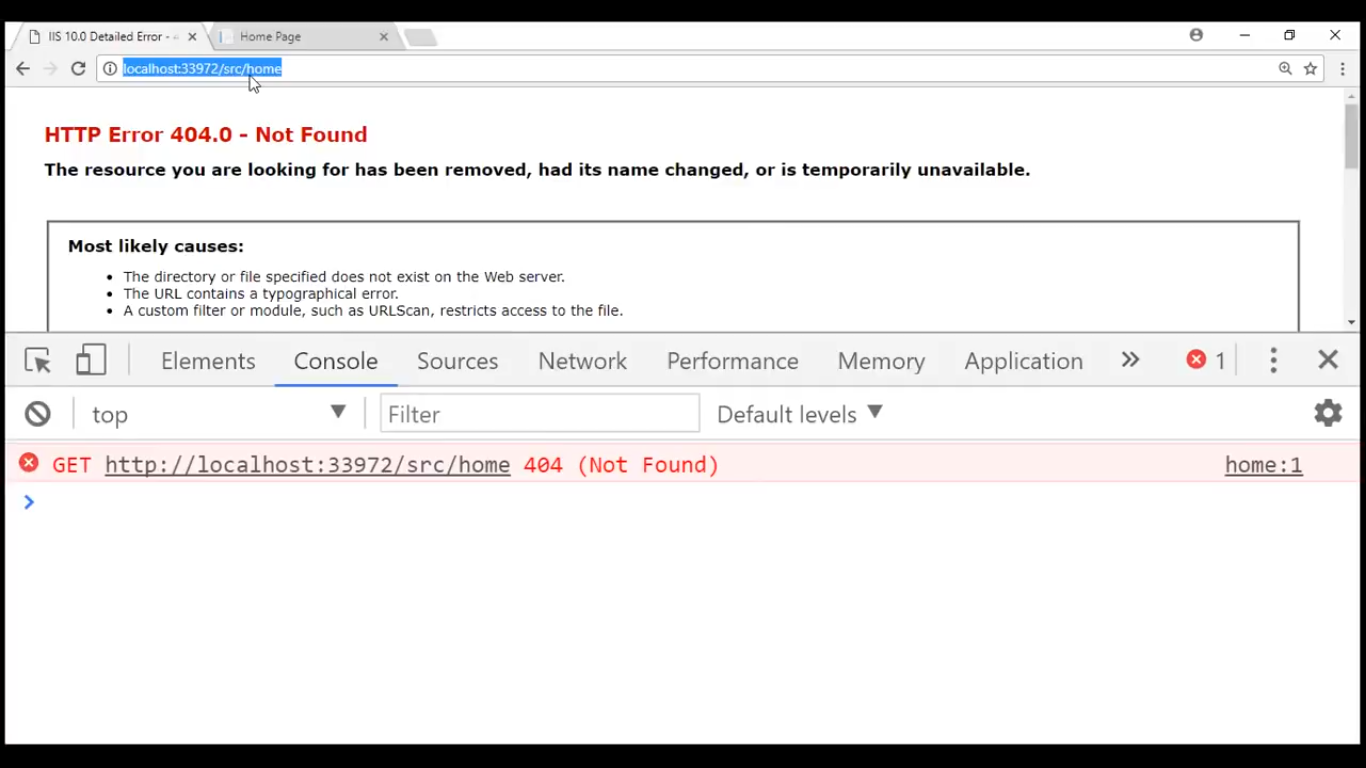 IIS 10.0 Detailed Error - 
Home Page
localhost:33972/src/home
HTTP Error 404.0 - Not Found
The resource you are looking for has been removed, had its name changed, or is temporarily unavailable.
Most likely causes:
• The directory or file specified does not exist on the Web server.
• The URL contains a typographical error.
• A custom filter or module, such as URLScan, restricts access to the file.
Elements Console Sources Network Performance Memory Application » 1
top Filter Default levels
GET http://localhost:33972/src/home 404 (Not Found) home:1